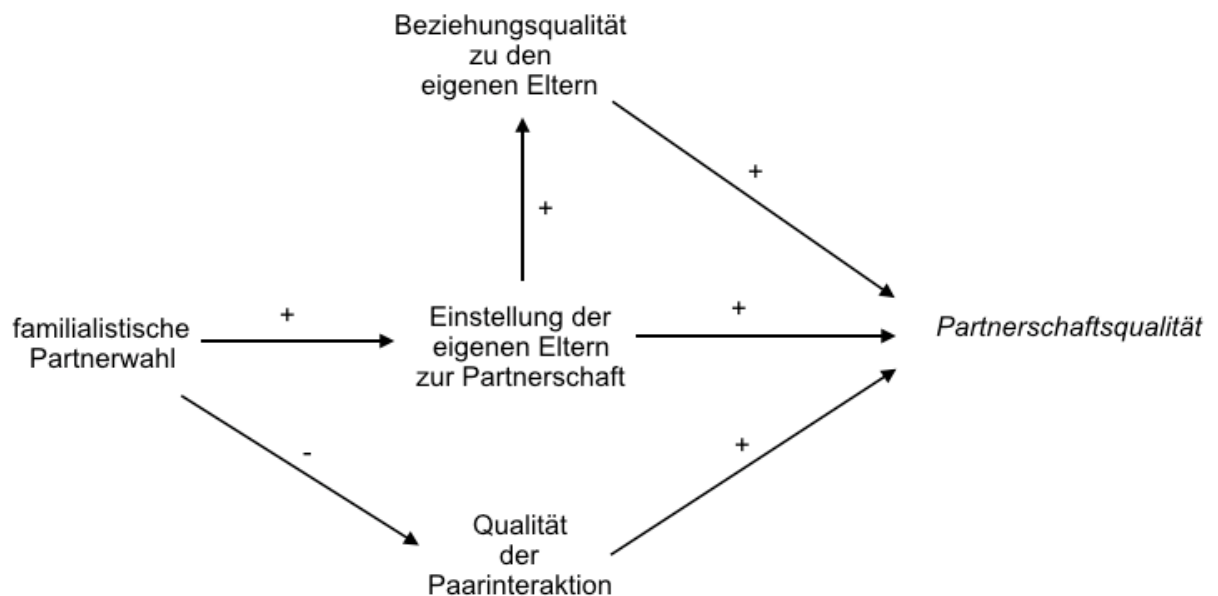 Beziehungsqualität
zu den
eigenen Eltern
+
+
familialistische
Partnerwahl
+
Einstellung der
eigenen Eltern
zur Partnerschaft
+
Partnerschaftsqualität
-
+
Qualität
der
Paarinteraktion